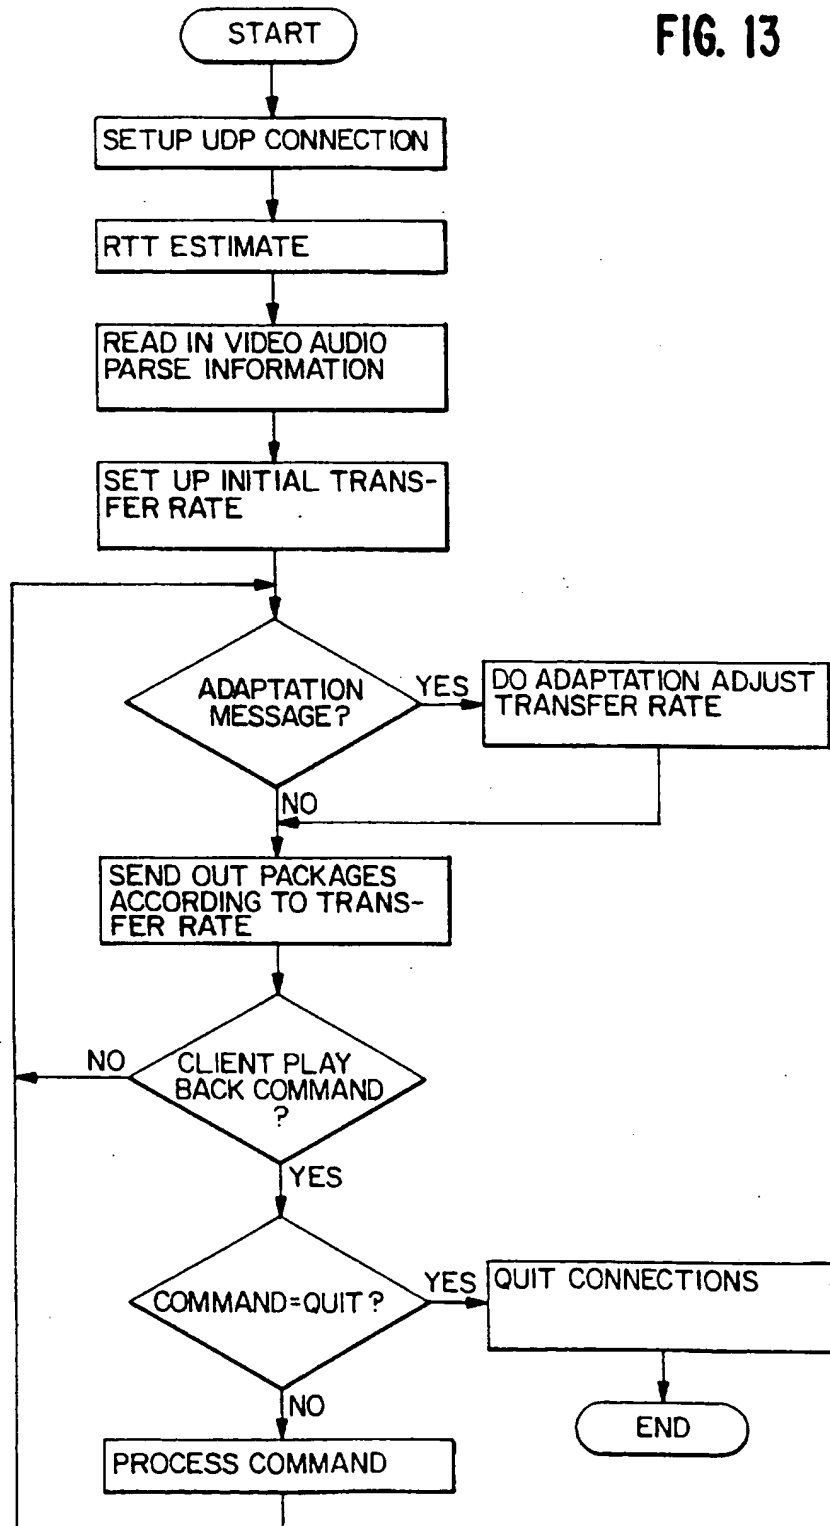 START
FIG. 13
SETUP UDP CONNECTION
RTT ESTIMATE
READ IN VIDEO AUDIO
PARSE INFORMATION
SET UP INITIAL TRANS-
FER RATE
ADAPTATION
MESSAGE?
YES
DO ADAPTATION ADJUST
TRANSFER RATE
NO
SEND OUT PACKAGES
ACCORDING TO TRANS-
FER RATE
NO
CLIENT PLAY
BACK COMMAND
?
YES
COMMAND=QUIT?
YES
QUIT CONNECTIONS
NO
END
PROCESS COMMAND